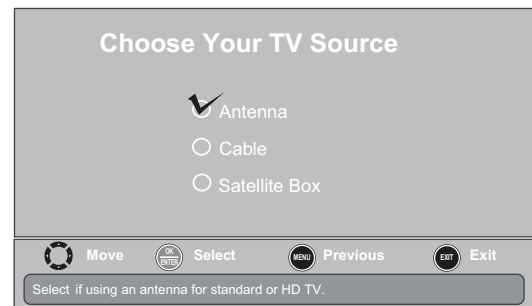 Choose Your TV Source
Antenna
Cable
Satellite Box
OK ENTER MENU EXIT
Move Select Previous Exit
Select if using an antenna for standard or HD TV.